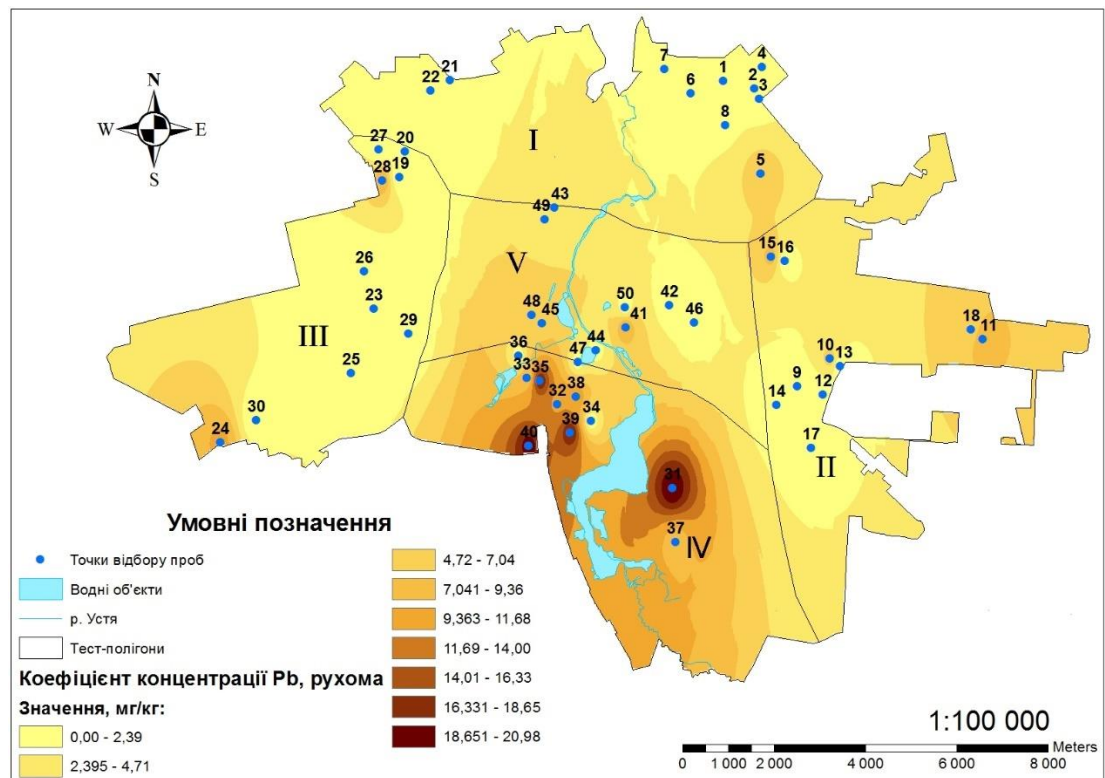 N
W E
S
7
1
4
2
3
6
8
5
21
22
27
20
19
28
I
43
49
V
15
16
26
23
29
III
25
30
24
48
45
50
41
42
46
18
11
10
13
9
12
14
17
II
36
47
44
33
35
38
32
34
39
40
31
37
IV
Умовні позначення
Точки відбору проб
Водні об'єкти
р. Устя
Тест-полігони
Коефіцієнт концентрації Pb, рухома
Значення, мг/кг:
0,00 - 2,39
2,395 - 4,71
4,72 - 7,04
7,041 - 9,36
9,363 - 11,68
11,69 - 14,00
14,01 - 16,33
16,331 - 18,65
18,651 - 20,98
1:100 000
Meters
0 1 000 2 000 4 000 6 000 8 000